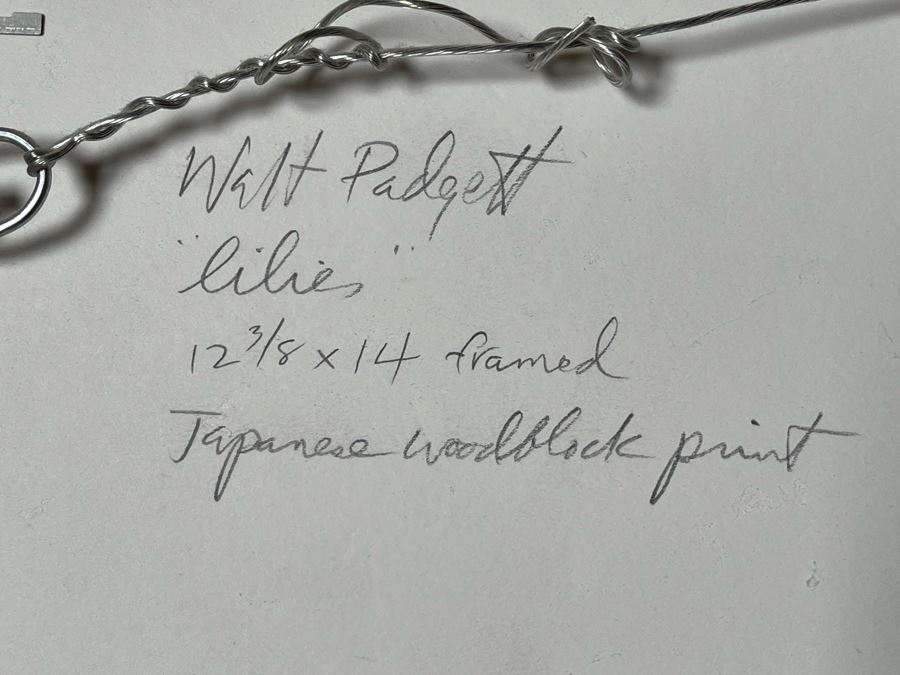 Walt Padgett
"lilies"
12 3/8 x 14 framed
Japanese woodblock print